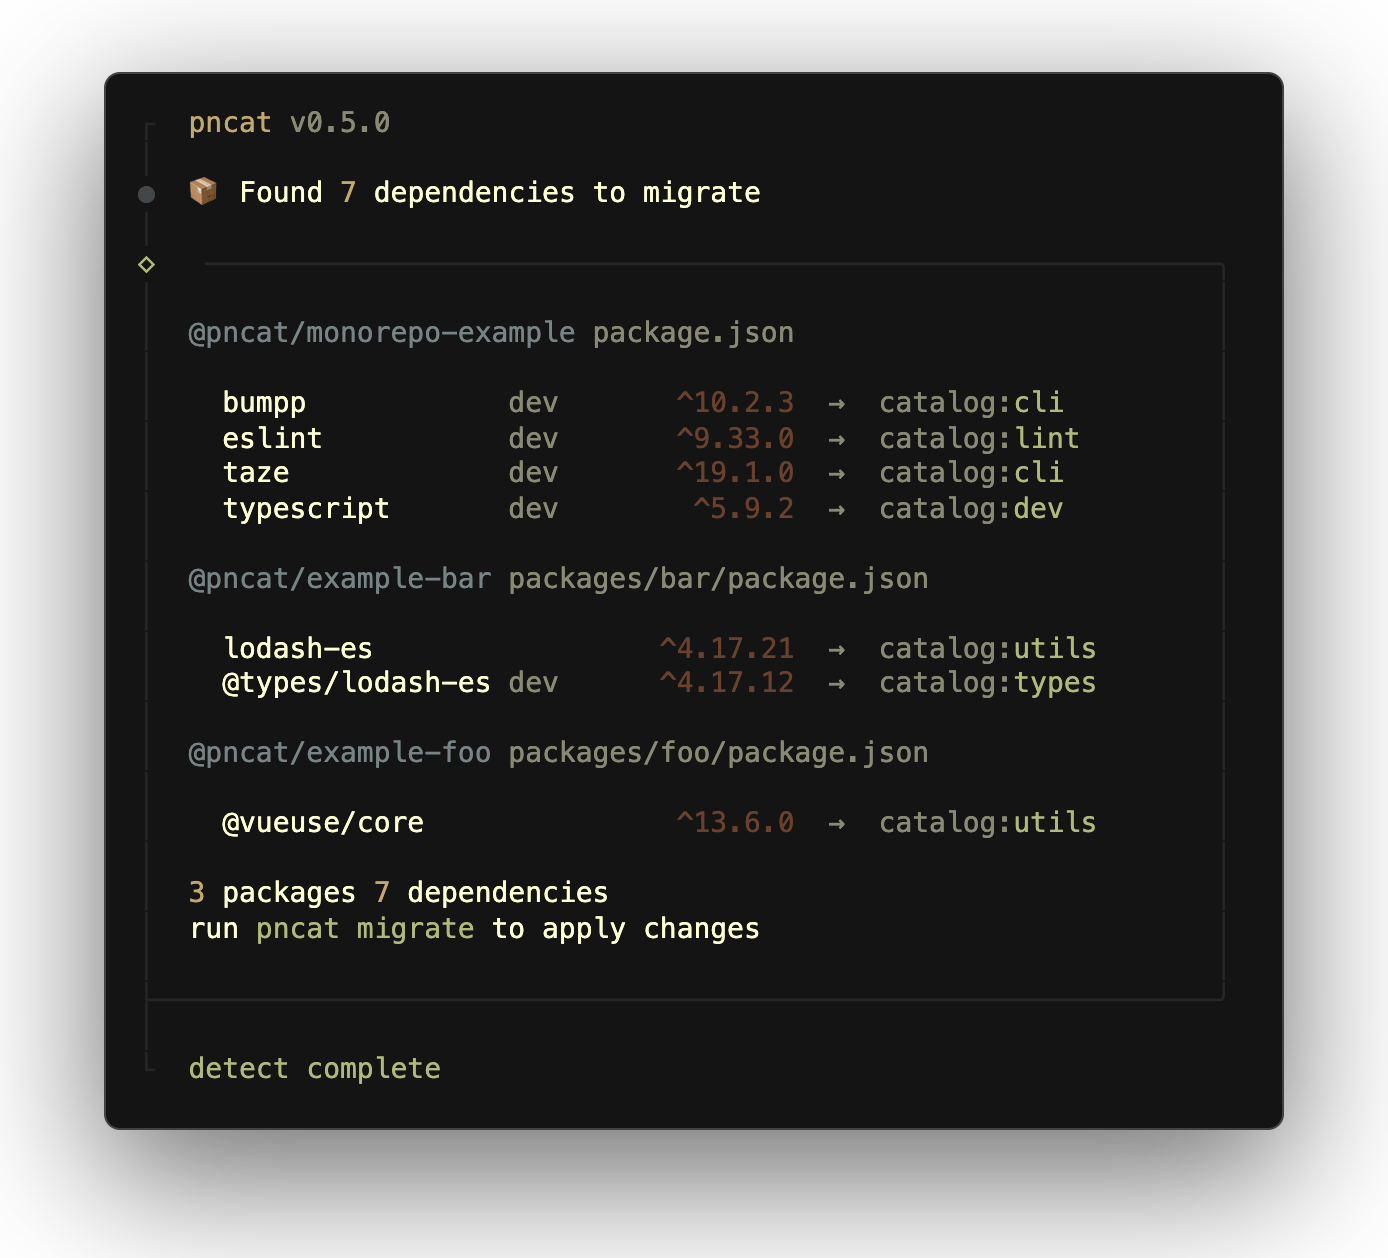 pncat v0.5.0
📦 Found 7 dependencies to migrate
@pncat/monorepo-example package.json
bumpp dev ^10.2.3 → catalog:cli
eslint dev ^9.33.0 → catalog:lint
taze dev ^19.1.0 → catalog:cli
typescript dev ^5.9.2 → catalog:dev
@pncat/example-bar packages/bar/package.json
lodash-es ^4.17.21 → catalog:utils
@types/lodash-es dev ^4.17.12 → catalog:types
@pncat/example-foo packages/foo/package.json
@vueuse/core ^13.6.0 → catalog:utils
3 packages 7 dependencies
run pncat migrate to apply changes
detect complete